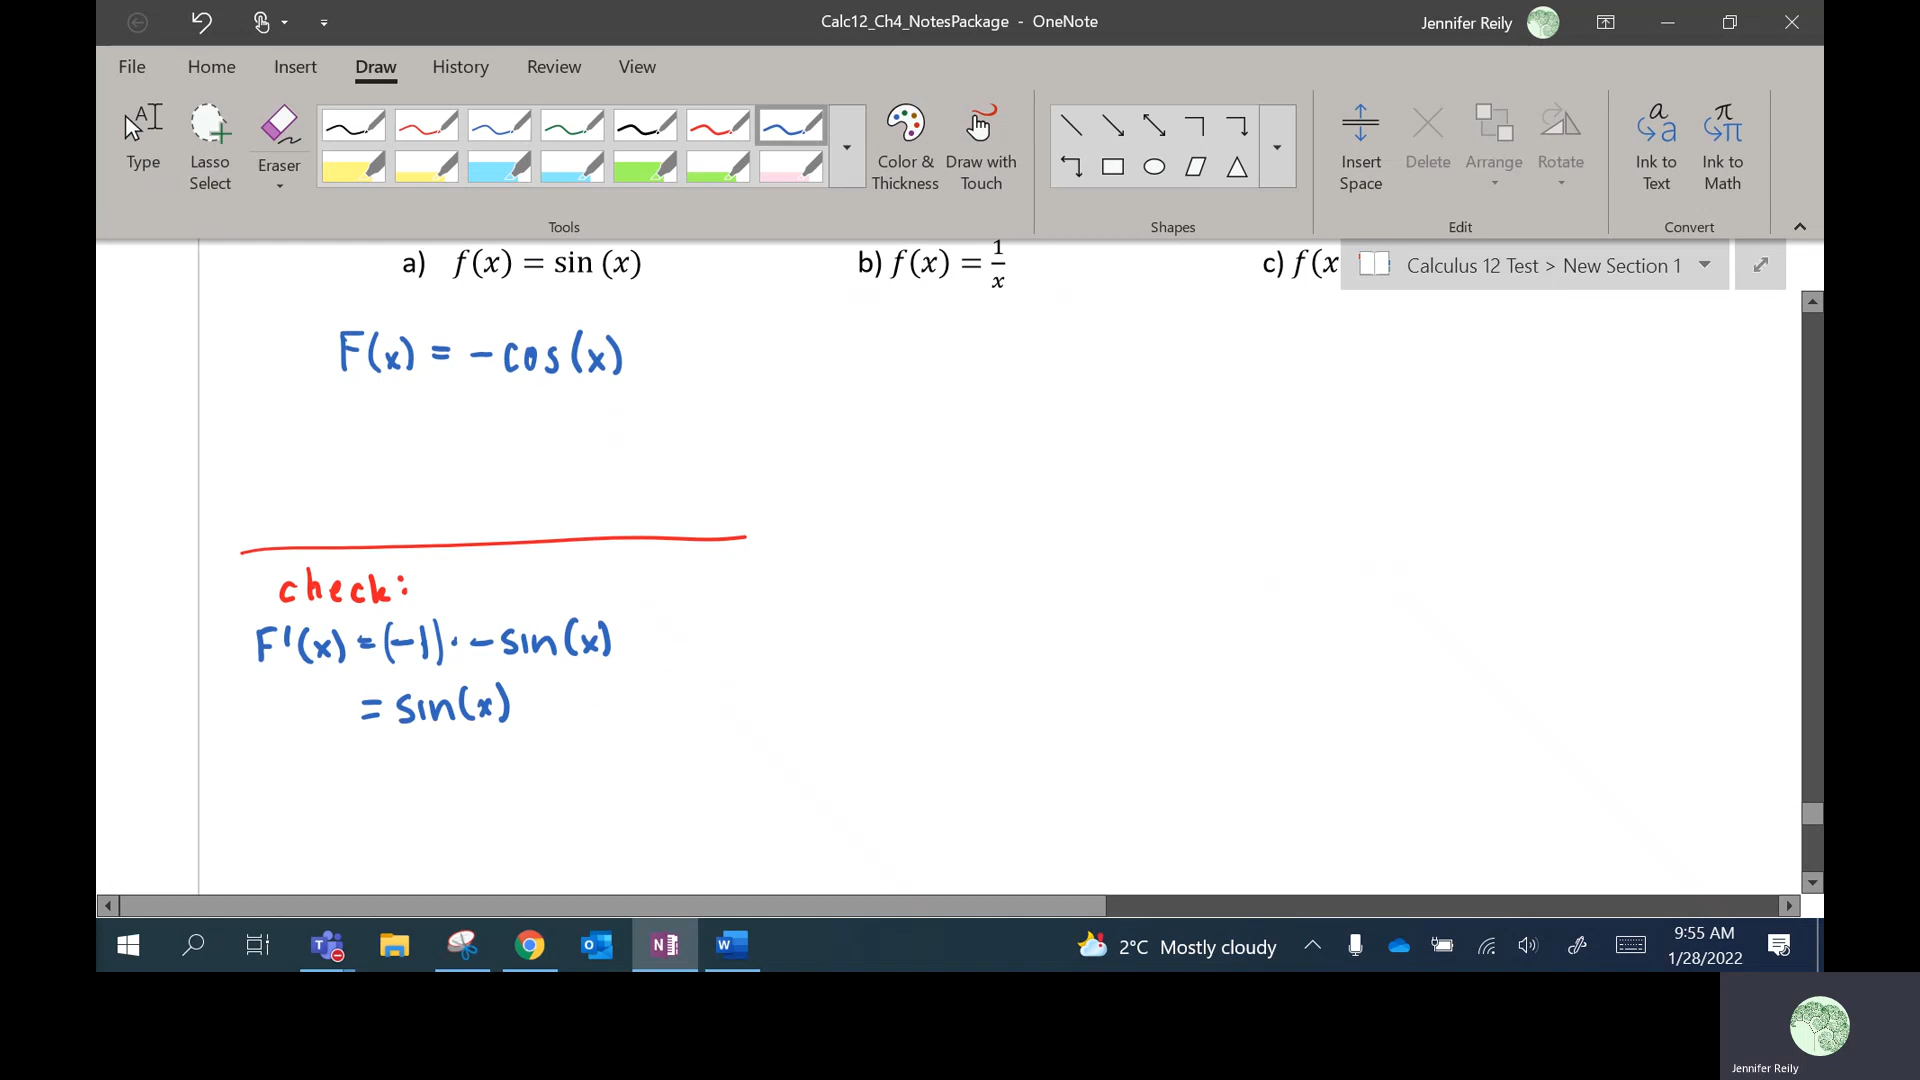 Calc12_Ch4_NotesPackage - OneNote
Jennifer Reily
File Home Insert Draw History Review View
Type
Lasso Select
Eraser
Color & Thickness
Draw with Touch
Insert Space
Delete
Arrange
Rotate
Ink to Text
Ink to Math
Tools Shapes Edit Convert
a) f(x) = sin (x) b) f(x) = 1/x c) f(x
Calculus 12 Test > New Section 1
F(x) = -cos(x)
check:
F'(x) = (-1)· -sin(x)
= sin(x)
2°C Mostly cloudy
9:55 AM
1/28/2022
Jennifer Reily